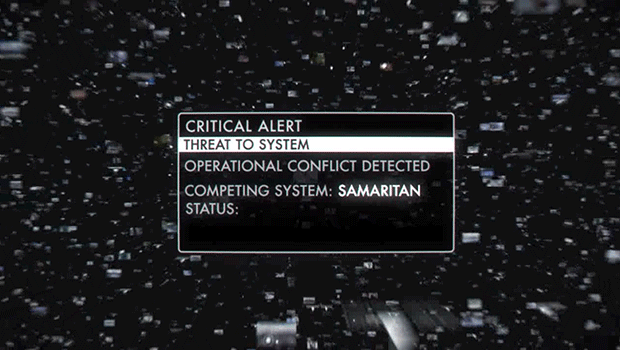 CRITICAL ALERT
THREAT TO SYSTEM
OPERATIONAL CONFLICT DETECTED
COMPETING SYSTEM: SAMARITAN
STATUS: